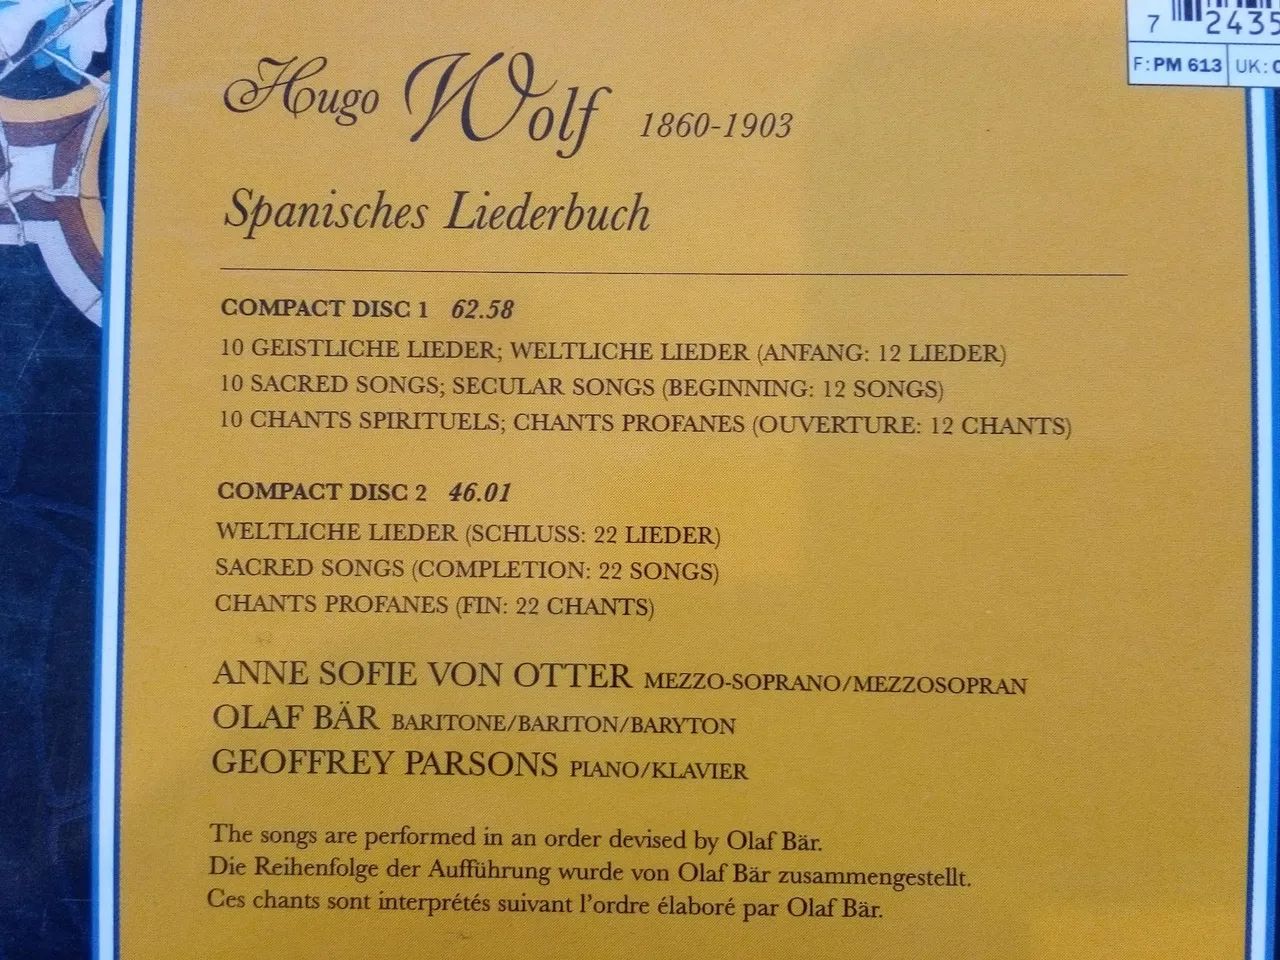 7 2435
F: PM 613 UK:
Hugo Wolf 1860-1903
Spanisches Liederbuch
COMPACT DISC 1 62.58
10 GEISTLICHE LIEDER; WELTLICHE LIEDER (ANFANG: 12 LIEDER)
10 SACRED SONGS; SECULAR SONGS (BEGINNING: 12 SONGS)
10 CHANTS SPIRITUELS; CHANTS PROFANES (OUVERTURE: 12 CHANTS)
COMPACT DISC 2 46.01
WELTLICHE LIEDER (SCHLUSS: 22 LIEDER)
SACRED SONGS (COMPLETION: 22 SONGS)
CHANTS PROFANES (FIN: 22 CHANTS)
ANNE SOFIE VON OTTER MEZZO-SOPRANO/MEZZOSOPRAN
OLAF BÄR BARITONE/BARITON/BARYTON
GEOFFREY PARSONS PIANO/KLAVIER
The songs are performed in an order devised by Olaf Bär.
Die Reihenfolge der Aufführung wurde von Olaf Bär zusammengestellt.
Ces chants sont interprétés suivant l'ordre élaboré par Olaf Bär.